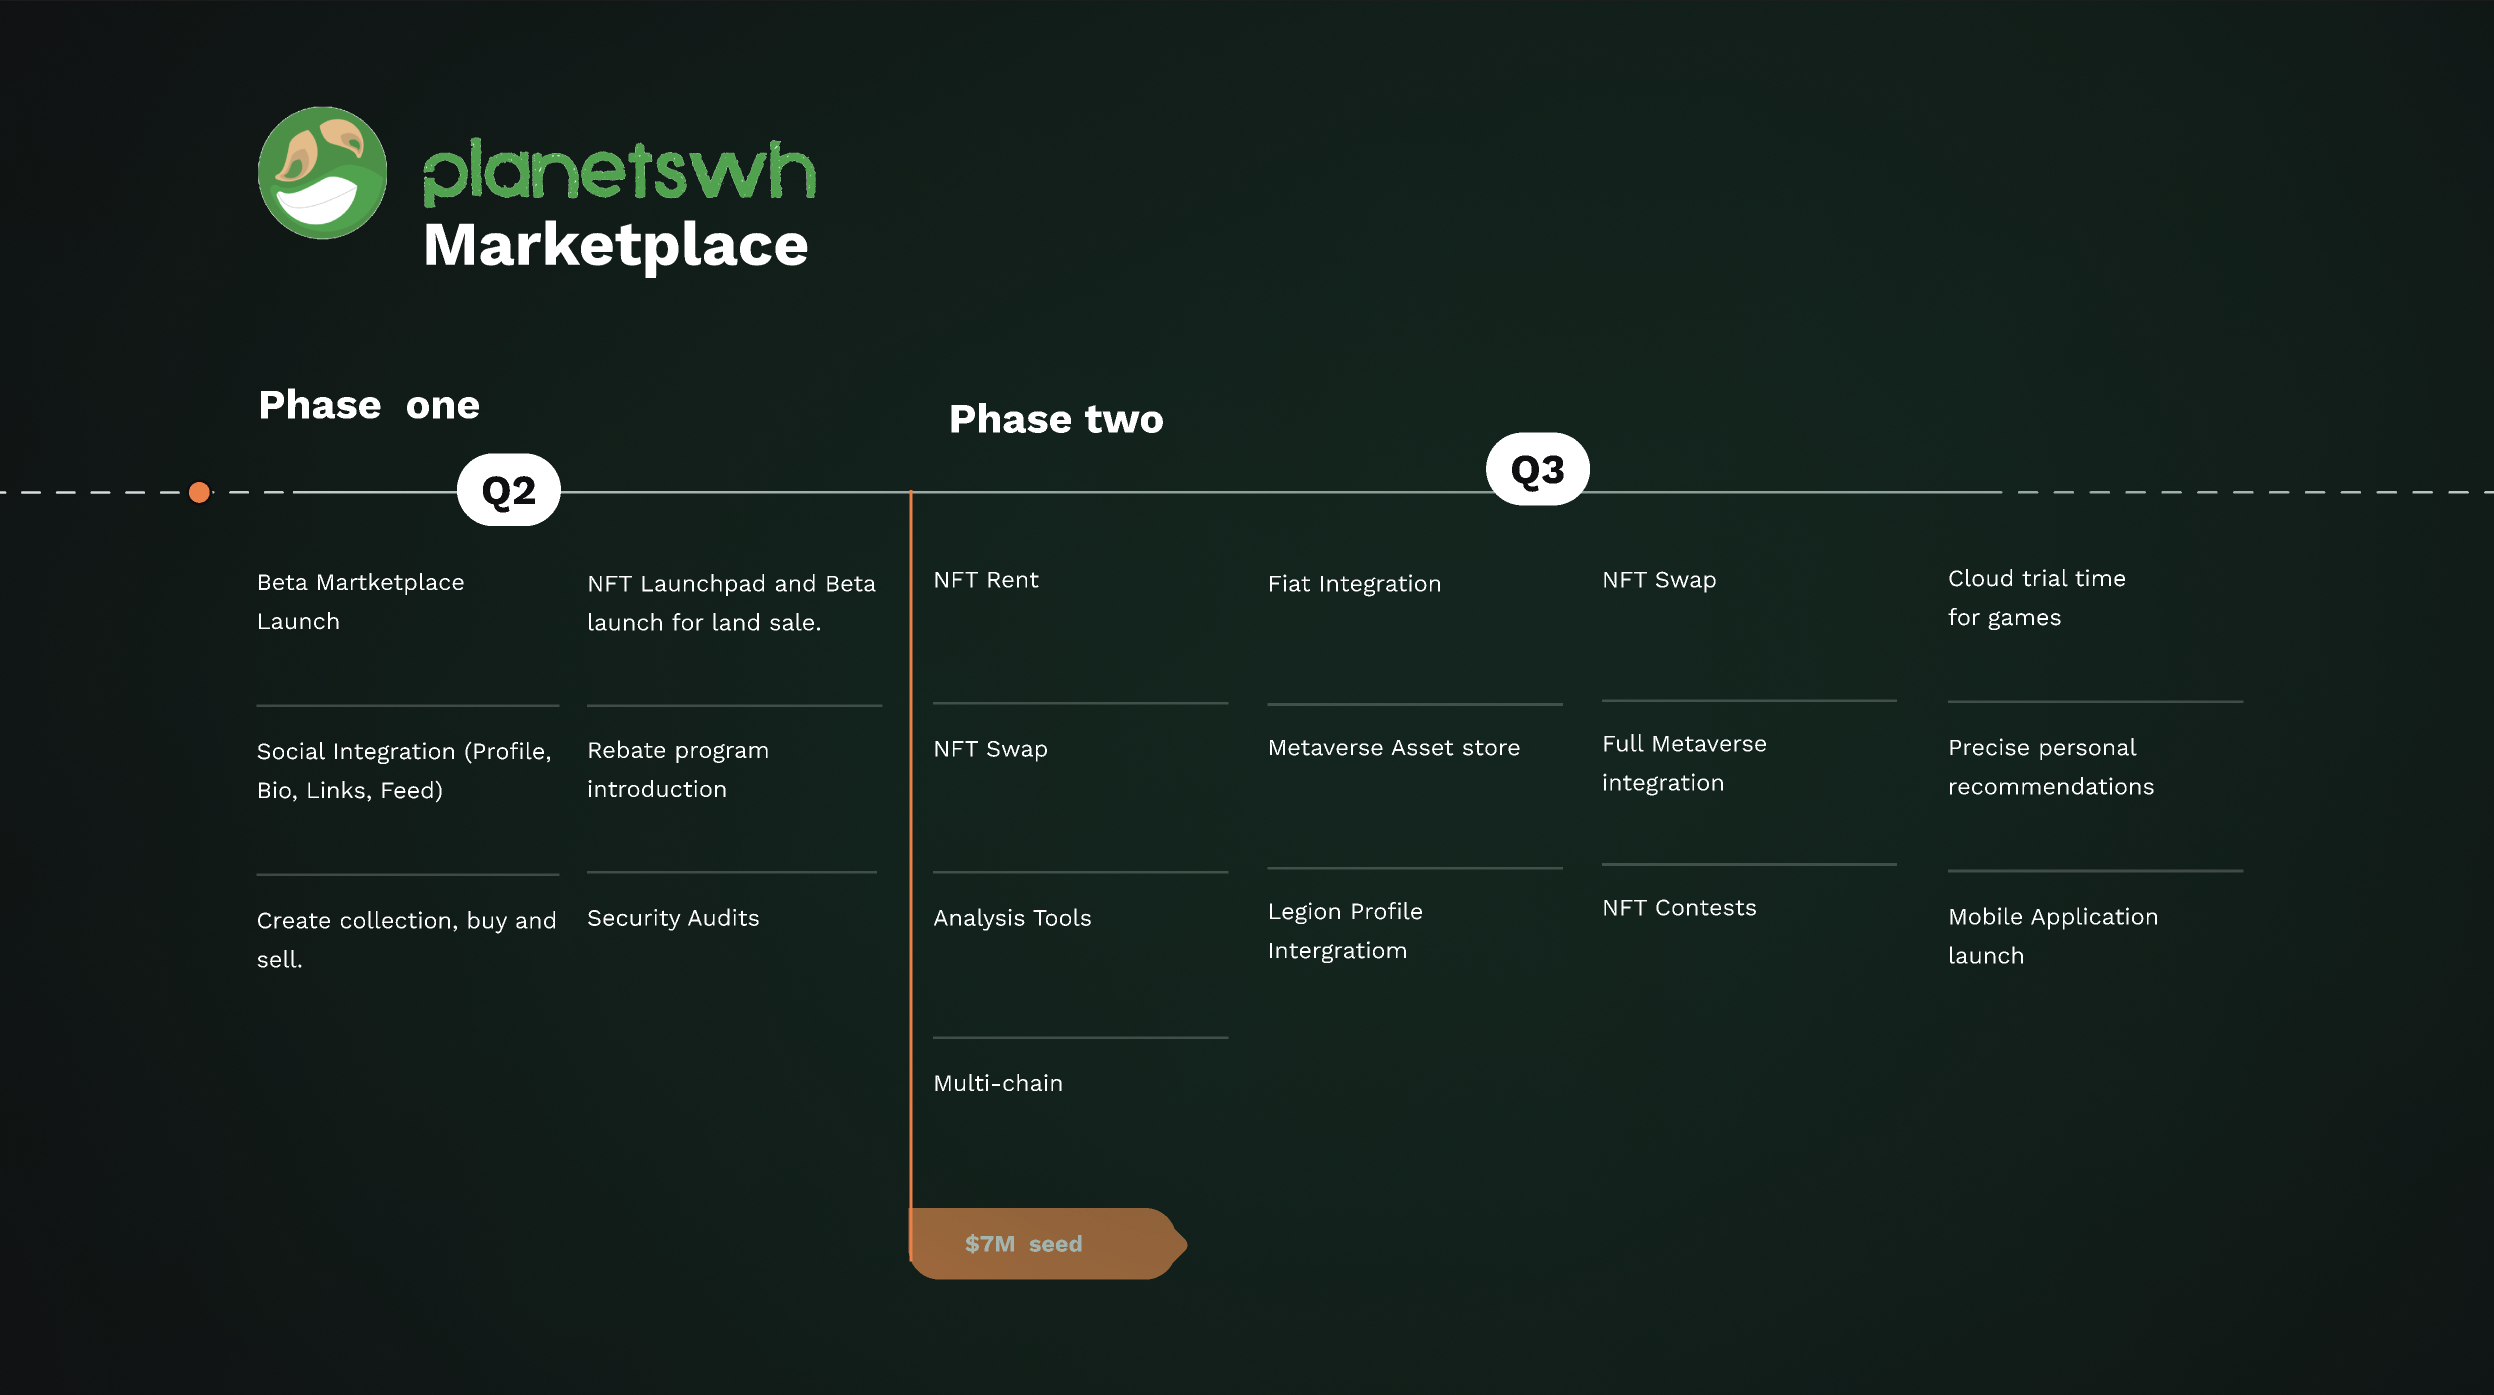 planetswh
Marketplace
Phase one
Phase two
Q2
Q3
Beta Martketplace
Launch
Social Integration (Profile,
Bio, Links, Feed)
Create collection, buy and
sell.
NFT Launchpad and Beta
launch for land sale.
Rebate program
introduction
Security Audits
NFT Rent
NFT Swap
Analysis Tools
Multi-chain
Fiat Integration
Metaverse Asset store
Legion Profile
Intergratiom
NFT Swap
Full Metaverse
integration
NFT Contests
Cloud trial time
for games
Precise personal
recommendations
Mobile Application
launch
$7M seed